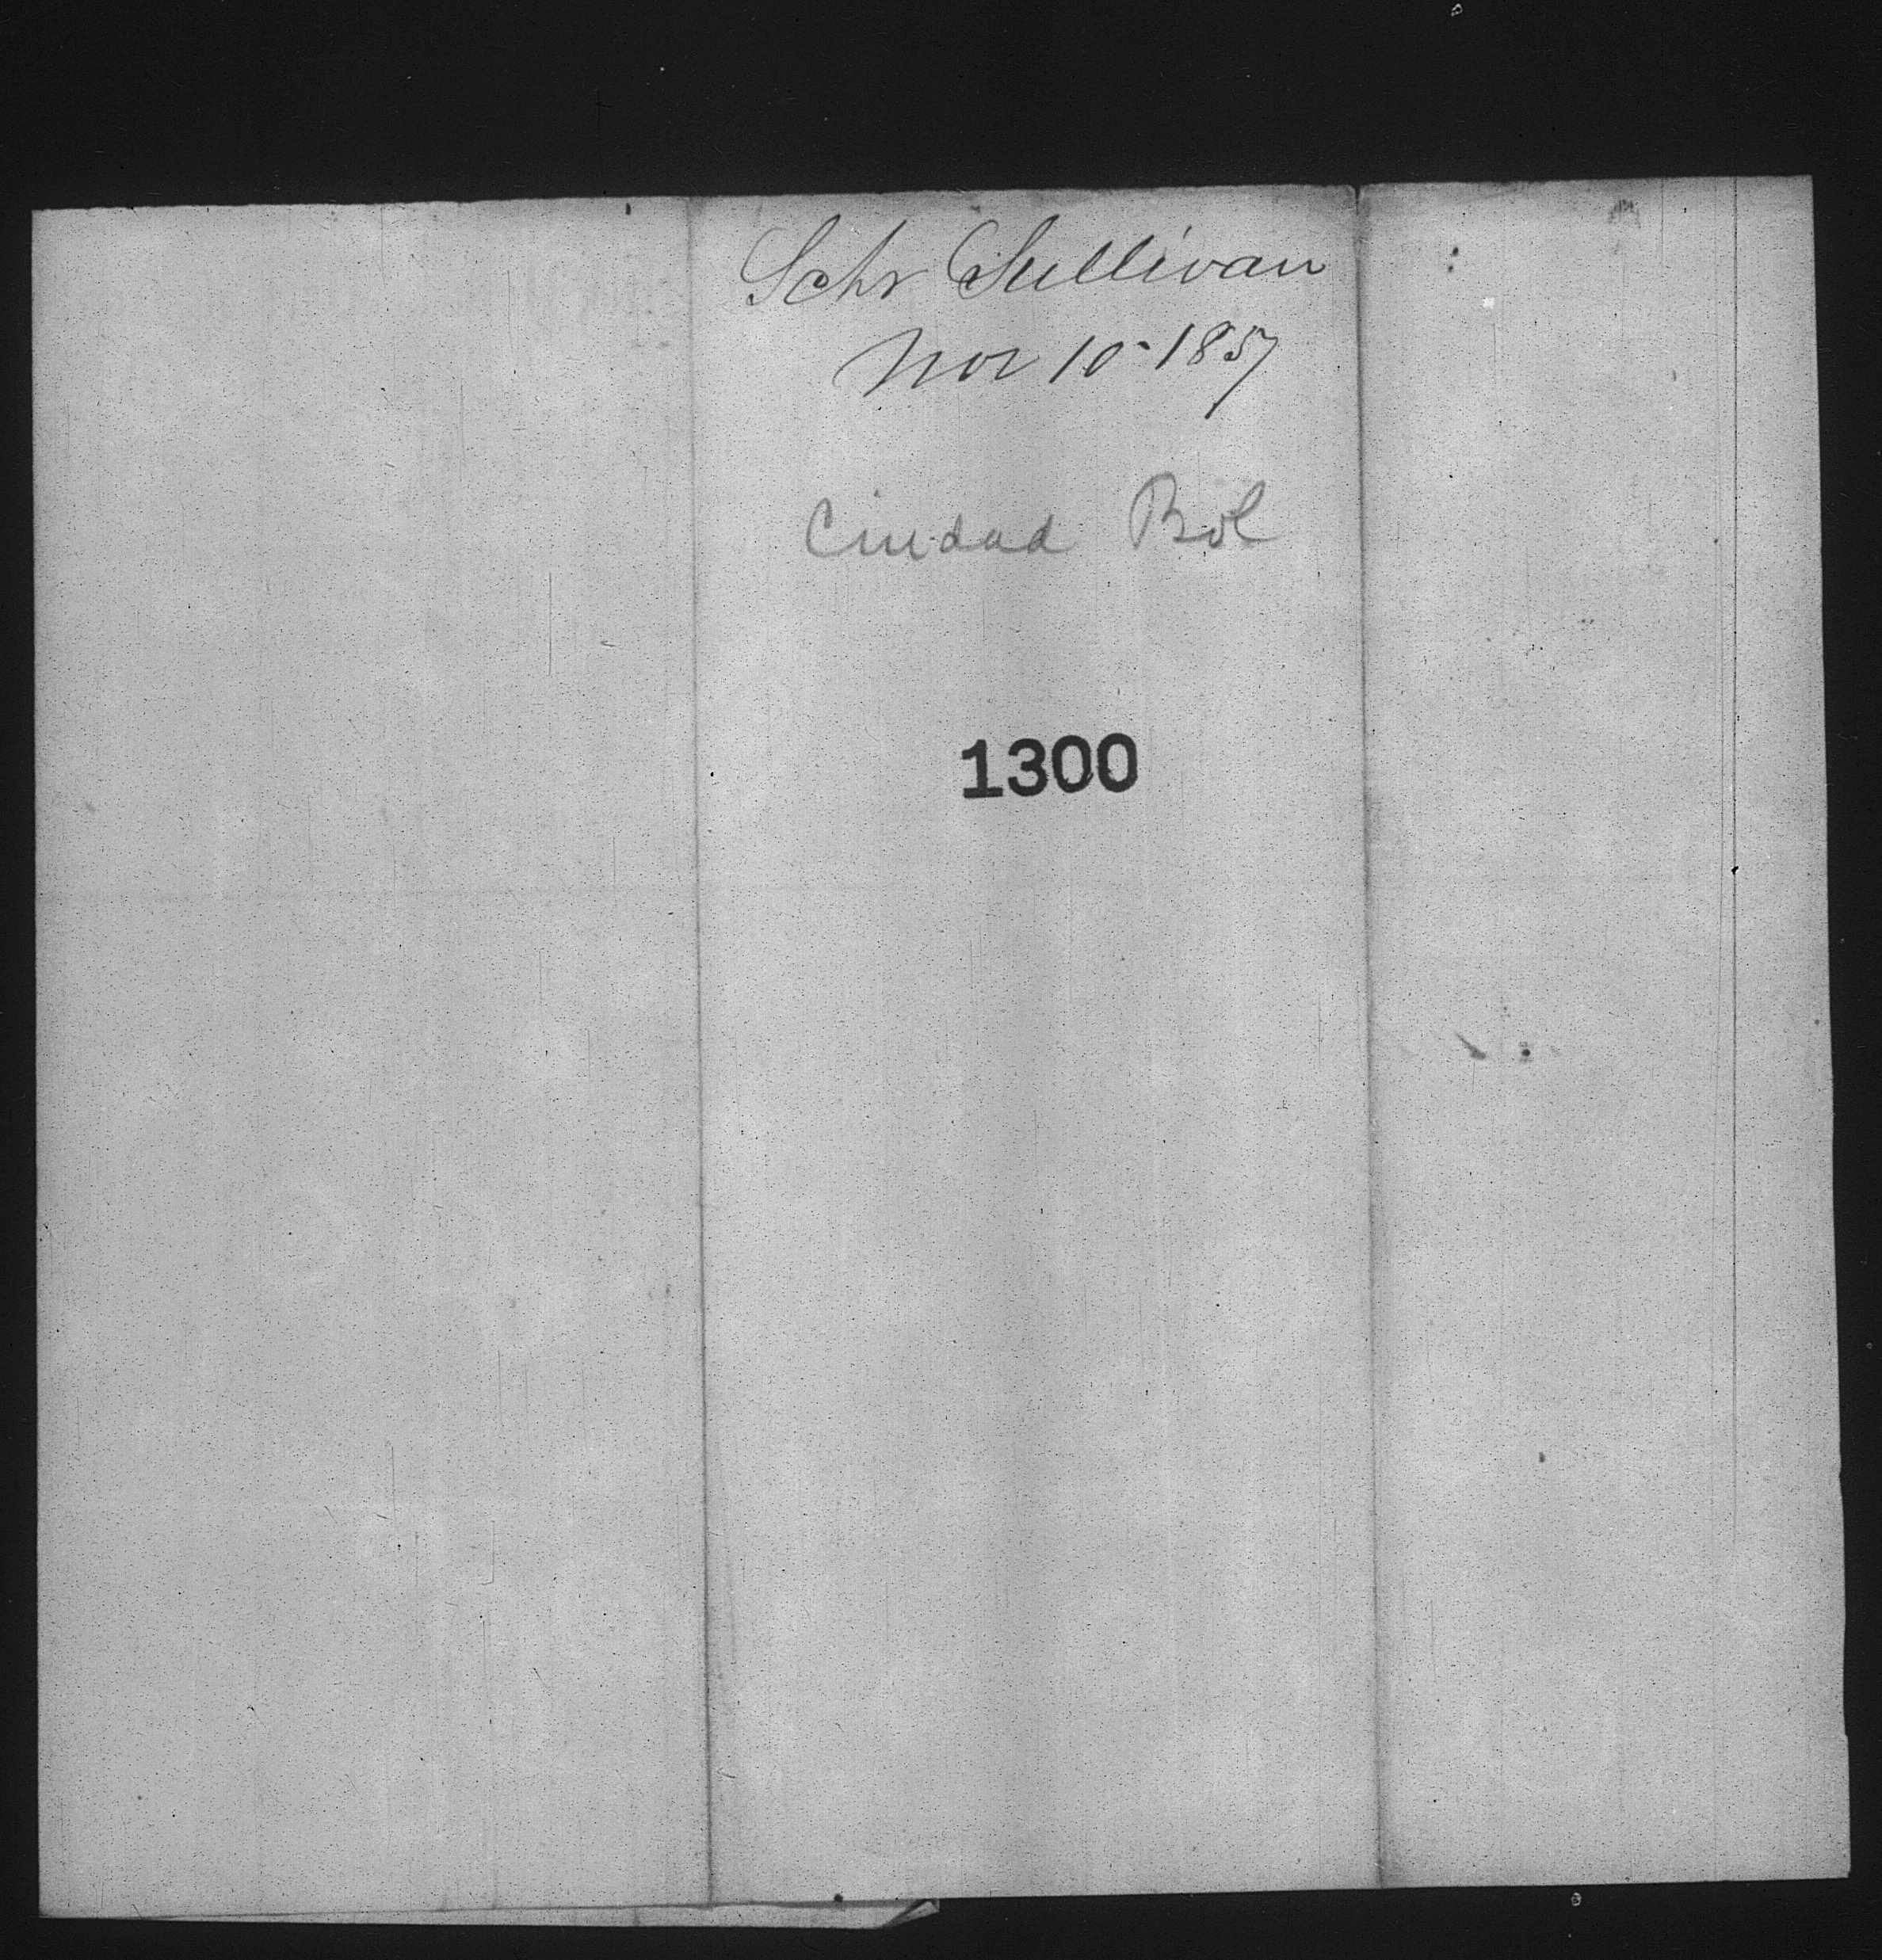 Schr Sullivan
Nov 10-1857
Ciudad Bol
1300